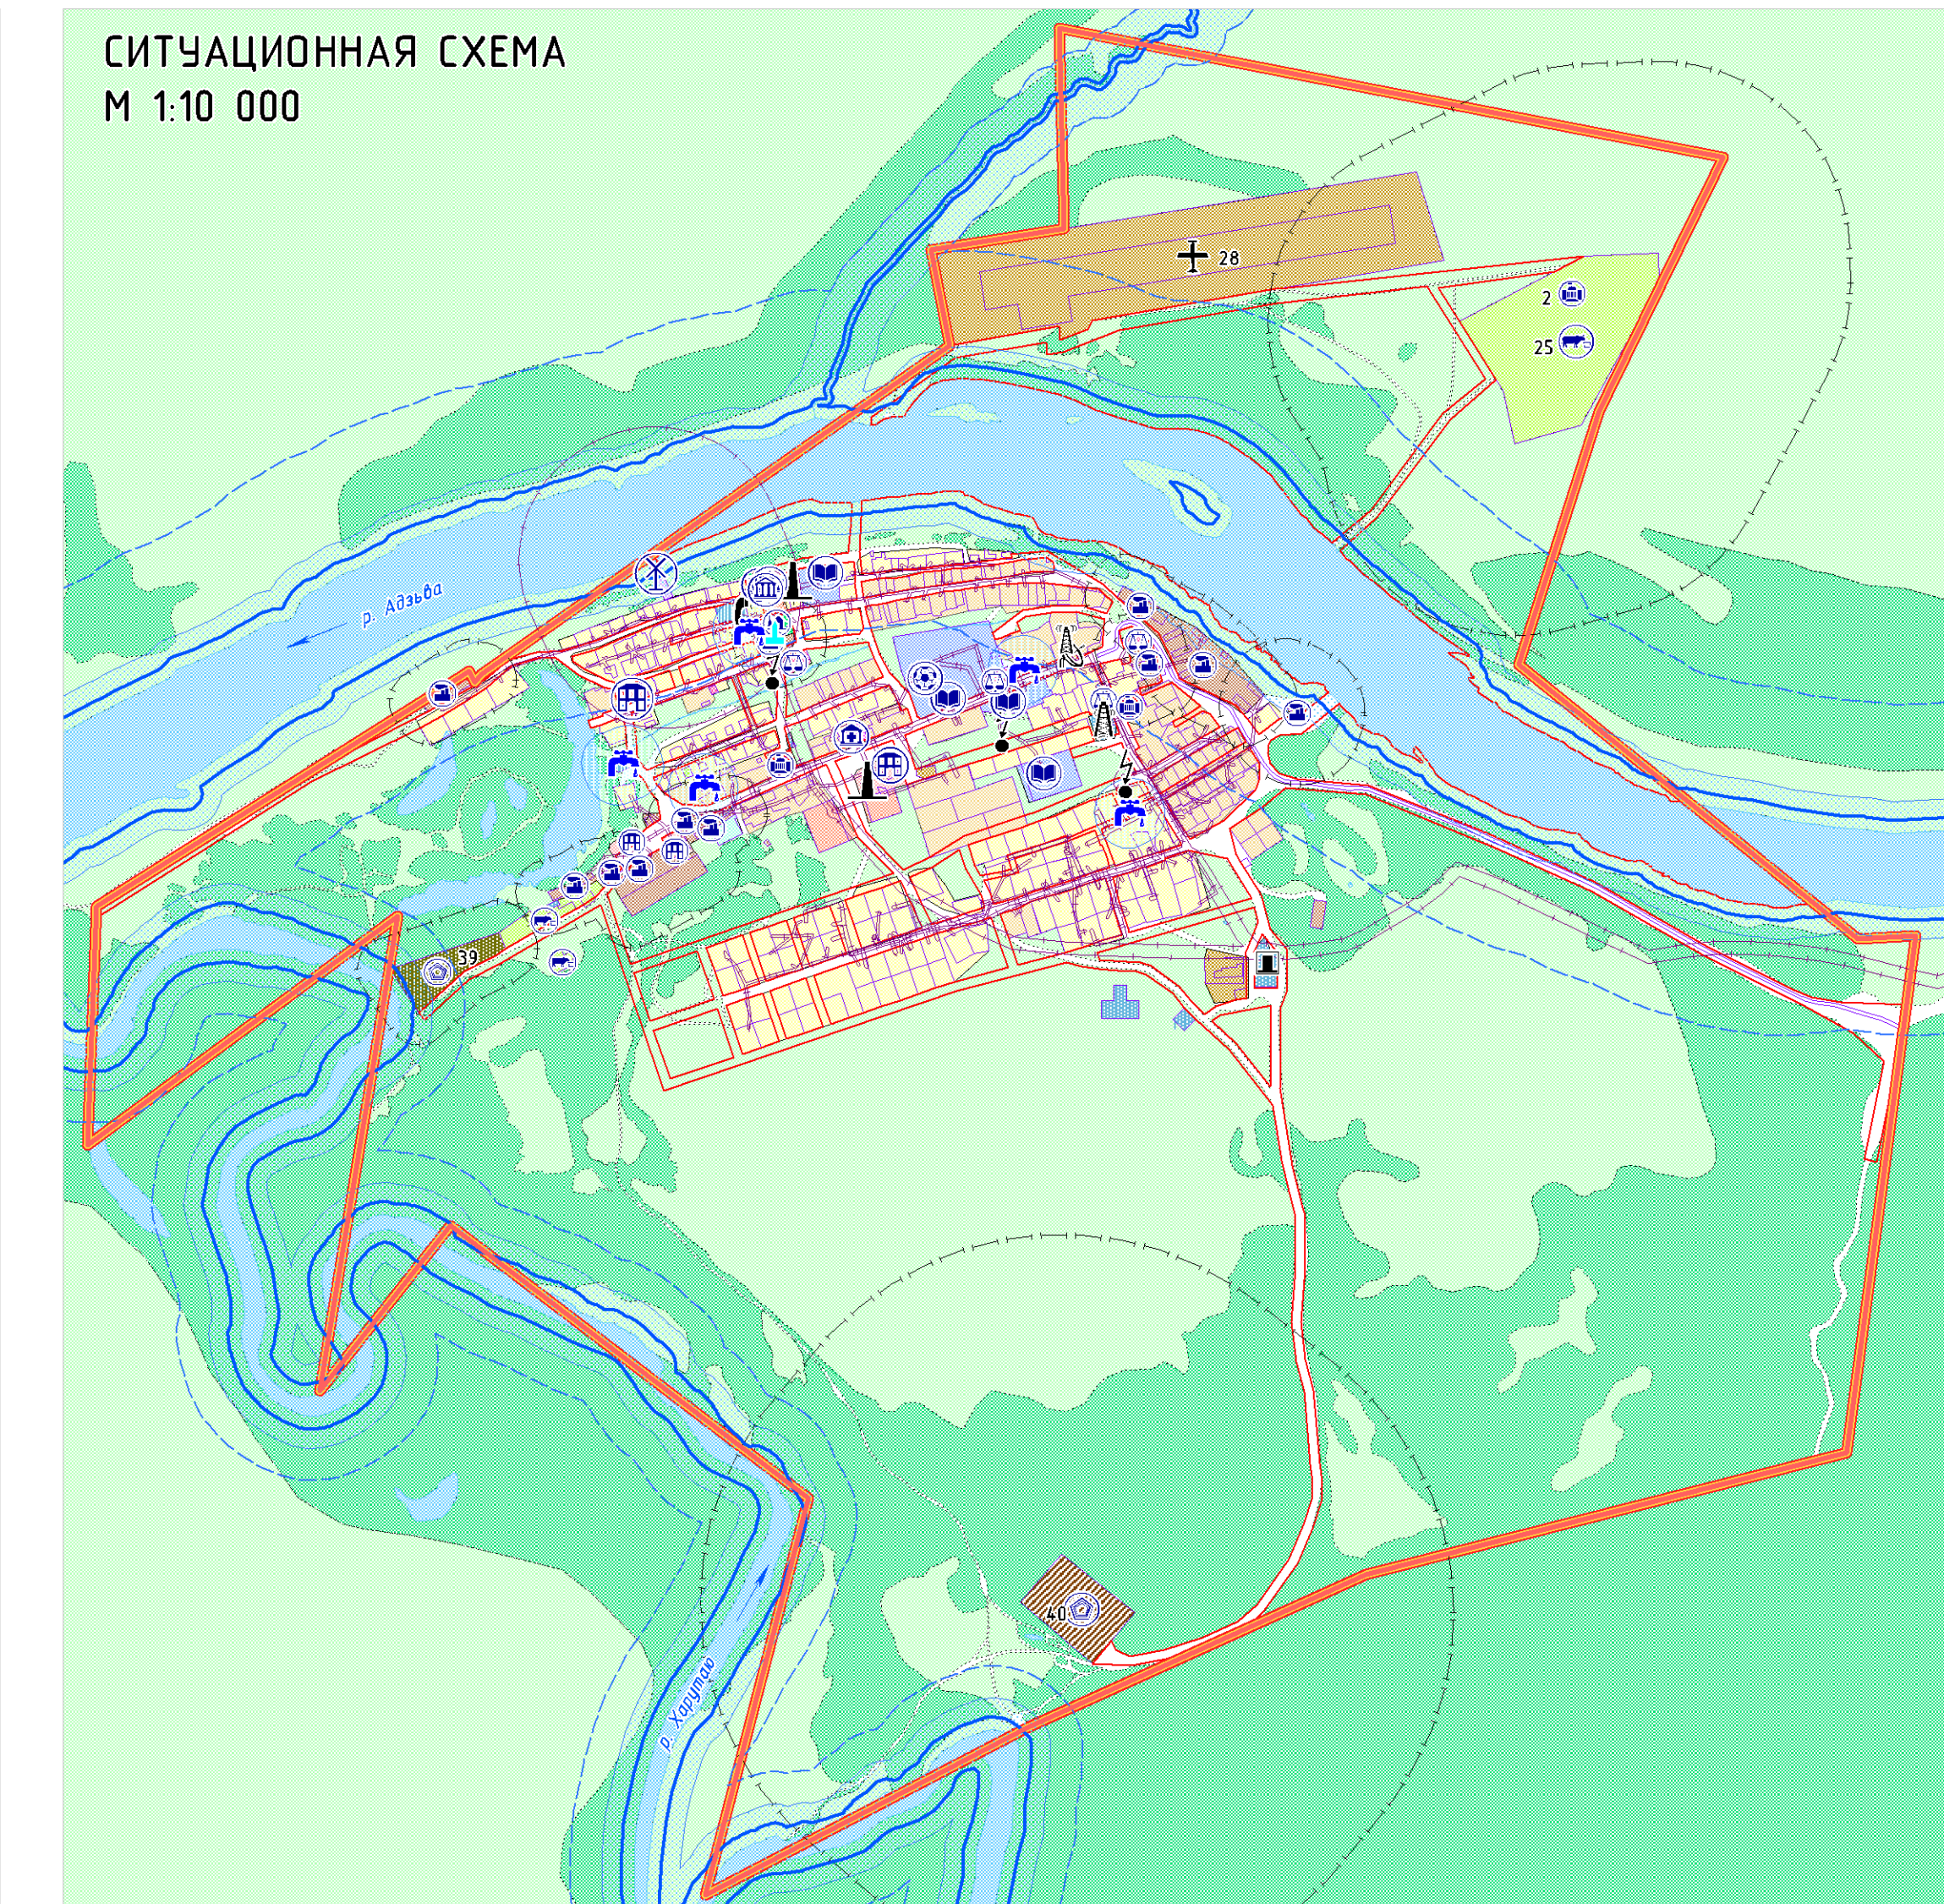 СИТУАЦИОННАЯ СХЕМА
М 1:10 000
28
2
25
р. Адзьва
39
40
р. Харутаю